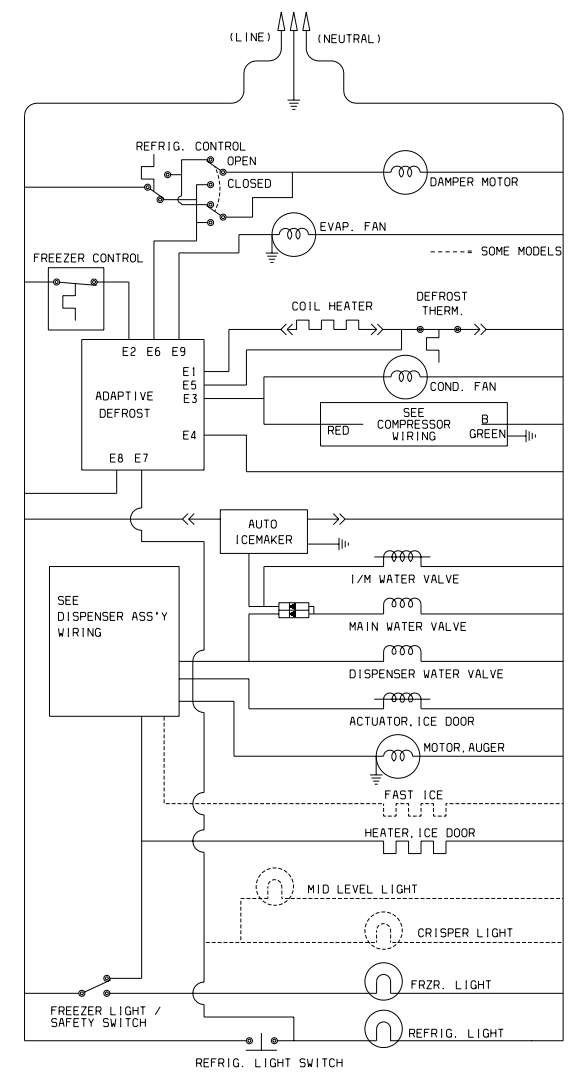 (LINE)
(NEUTRAL)
REFRIG. CONTROL
OPEN
CLOSED
DAMPER MOTOR
EVAP. FAN
----- = SOME MODELS
FREEZER CONTROL
COIL HEATER
DEFROST
THERM.
E2 E6 E9
E1
E5
E3
E4
ADAPTIVE
DEFROST
E8 E7
COND. FAN
SEE
COMPRESSOR
WIRING
RED
B
GREEN
AUTO
ICEMAKER
I/M WATER VALVE
SEE
DISPENSER ASS'Y
WIRING
MAIN WATER VALVE
DISPENSER WATER VALVE
ACTUATOR, ICE DOOR
MOTOR, AUGER
FAST ICE
HEATER, ICE DOOR
MID LEVEL LIGHT
CRISPER LIGHT
FRZR. LIGHT
FREEZER LIGHT /
SAFETY SWITCH
REFRIG. LIGHT
REFRIG. LIGHT SWITCH